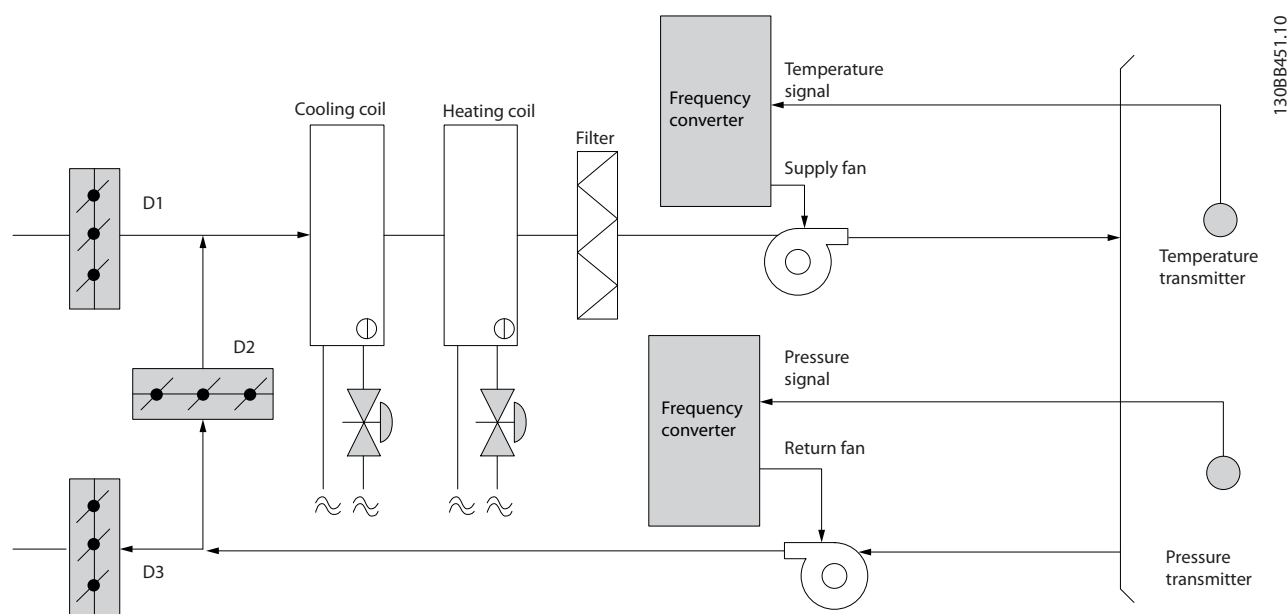 130BB451.10
Temperature
signal
Frequency
converter
Cooling coil
Heating coil
Filter
Supply fan
D1
Temperature
transmitter
D2
Pressure
signal
Frequency
converter
Return fan
D3
Pressure
transmitter